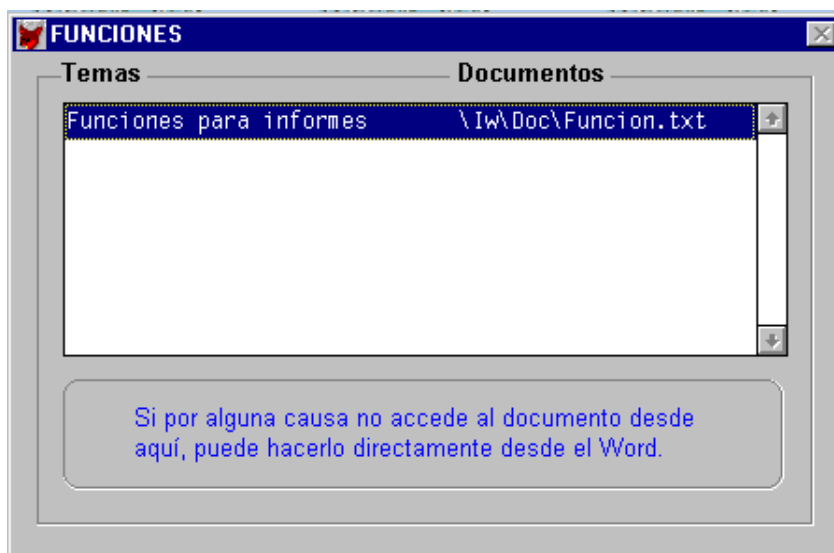 FUNCIONES
Temas Documentos
Funciones para informes \Iw\Doc\Funcion.txt
Si por alguna causa no accede al documento desde
aquí, puede hacerlo directamente desde el Word.